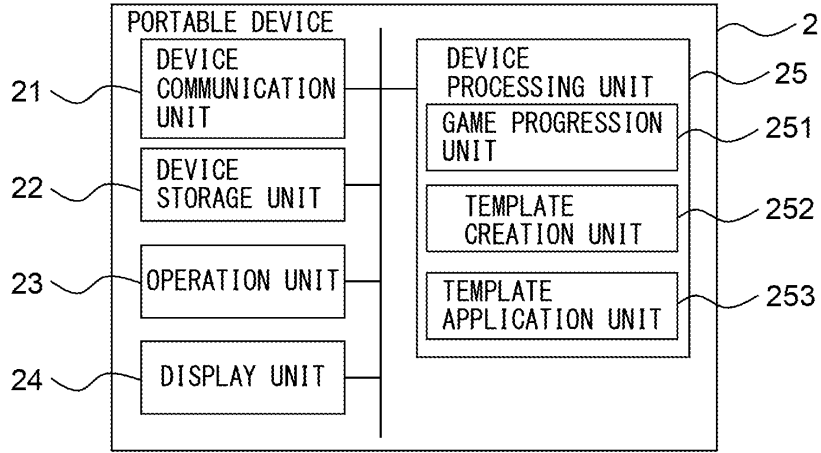 PORTABLE DEVICE
2
21
DEVICE
COMMUNICATION
UNIT
22
DEVICE
STORAGE UNIT
23
OPERATION UNIT
24
DISPLAY UNIT
DEVICE
PROCESSING UNIT
25
GAME PROGRESSION
UNIT
251
TEMPLATE
CREATION UNIT
252
TEMPLATE
APPLICATION UNIT
253